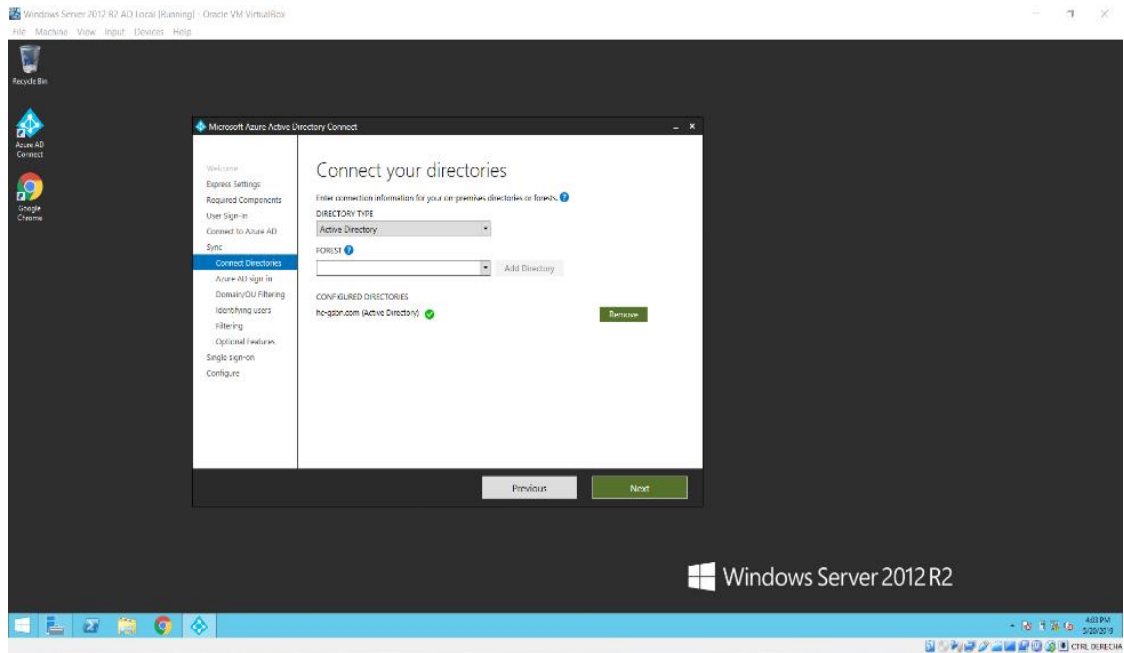 Windows Server 2012 R2 AD Local [Running] - Oracle VM VirtualBox
File Machine View Input Devices Help
Recycle Bin
Azure AD
Connect
Google
Chrome
Microsoft Azure Active Directory Connect
Welcome
Express Settings
Required Components
User Sign-In
Connect to Azure AD
Sync
Connect Directories
Azure AD sign in
Domain/OU Filtering
Identifying users
Filtering
Optional Features
Single sign-on
Configure
Connect your directories
Enter connection information for your on-premises directories or forests. ?
DIRECTORY TYPE
Active Directory
FOREST ?
Add Directory
CONFIGURED DIRECTORIES
hc-gsbn.com (Active Directory)
Remove
Previous
Next
Windows Server 2012 R2
4:03 PM
5/20/2019
CTRL DERECHA